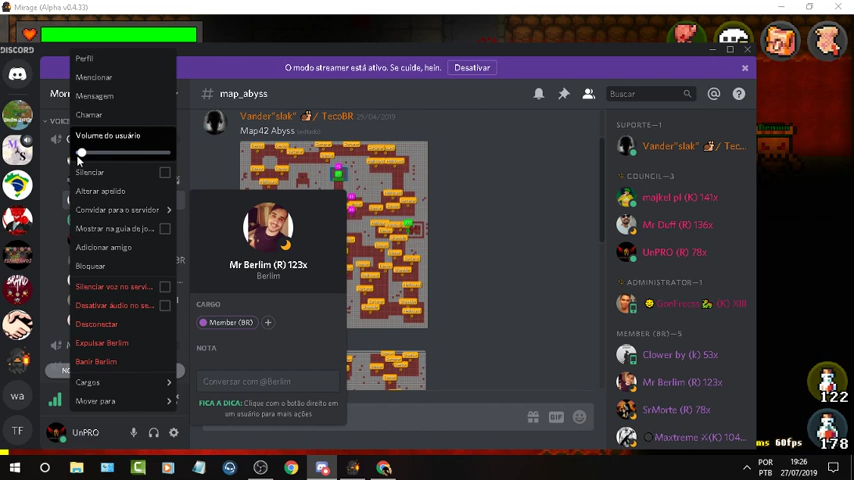 Mirage (Alpha v0.4.33)
DISCORD
O modo streamer está ativo. Se cuide, hein.
Desativar
Perfil
Mencionar
Mensagem
Chamar
Volume do usuário
Silenciar
Alterar apelido
Convidar para o servidor
Mostrar na guia de jo...
Adicionar amigo
Bloquear
Silenciar voz no servi...
Desativar áudio no se...
Desconectar
Expulsar Berlim
Banir Berlim
Cargos
Mover para
wa
TF
UnPRO
# map_abyss
Buscar
Vander"slak" / TecoBR 29/04/2019
Map42 Abyss (editado)
Mr Berlim (R) 123x
Berlim
CARGO
Member (BR)
NOTA
Conversar com @Berlim
FICA A DICA: Clique com o botão direito em
um usuário para mais ações
GIF
SUPORTE—1
Vander"slak" / Tec...
COUNCIL—3
majkel pl (K) 141x
Mr Duff (R) 136x
UnPRO (R) 78x
ADMINISTRATOR—1
MEMBER (BR)—5
Clower by (k) 53x
Mr Berlim (R) 123x
SrMorte (R) 78x
122
178
ms 60fps
POR
PTB
19:26
27/07/2019